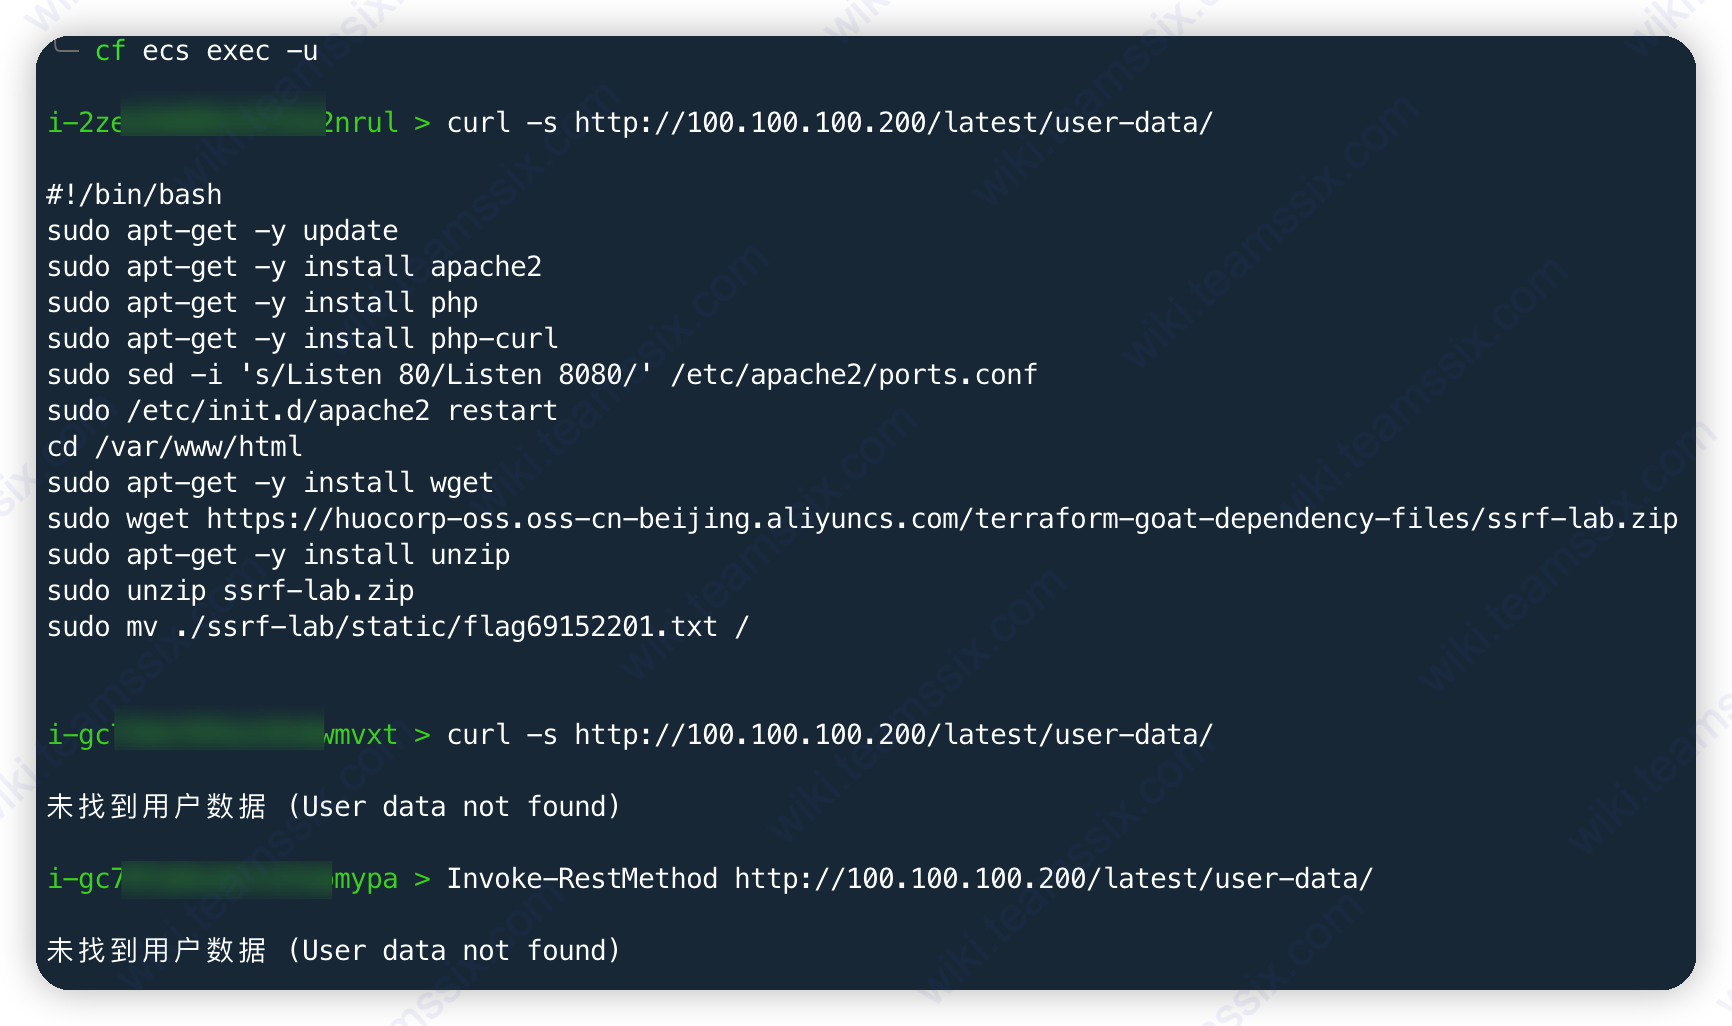 cf ecs exec -u
i-2ze 2nrul > curl -s http://100.100.100.200/latest/user-data/
#!/bin/bash
sudo apt-get -y update
sudo apt-get -y install apache2
sudo apt-get -y install php
sudo apt-get -y install php-curl
sudo sed -i 's/Listen 80/Listen 8080/' /etc/apache2/ports.conf
sudo /etc/init.d/apache2 restart
cd /var/www/html
sudo apt-get -y install wget
sudo wget https://huocorp-oss.oss-cn-beijing.aliyuncs.com/terraform-goat-dependency-files/ssrf-lab.zip
sudo apt-get -y install unzip
sudo unzip ssrf-lab.zip
sudo mv ./ssrf-lab/static/flag69152201.txt /
i-gc wmvxt > curl -s http://100.100.100.200/latest/user-data/
未找到用户数据 (User data not found)
i-gc7 mypa > Invoke-RestMethod http://100.100.100.200/latest/user-data/
未找到用户数据 (User data not found)
wiki.teamssix.com